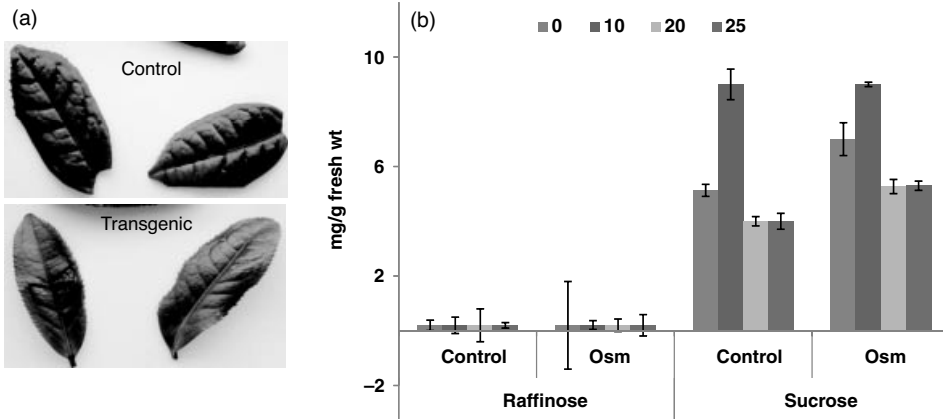 (a)
Control
Transgenic
(b)
0 10 20 25
mg/g fresh wt
10
6
2
−2
Control Osm Control Osm
Raffinose Sucrose